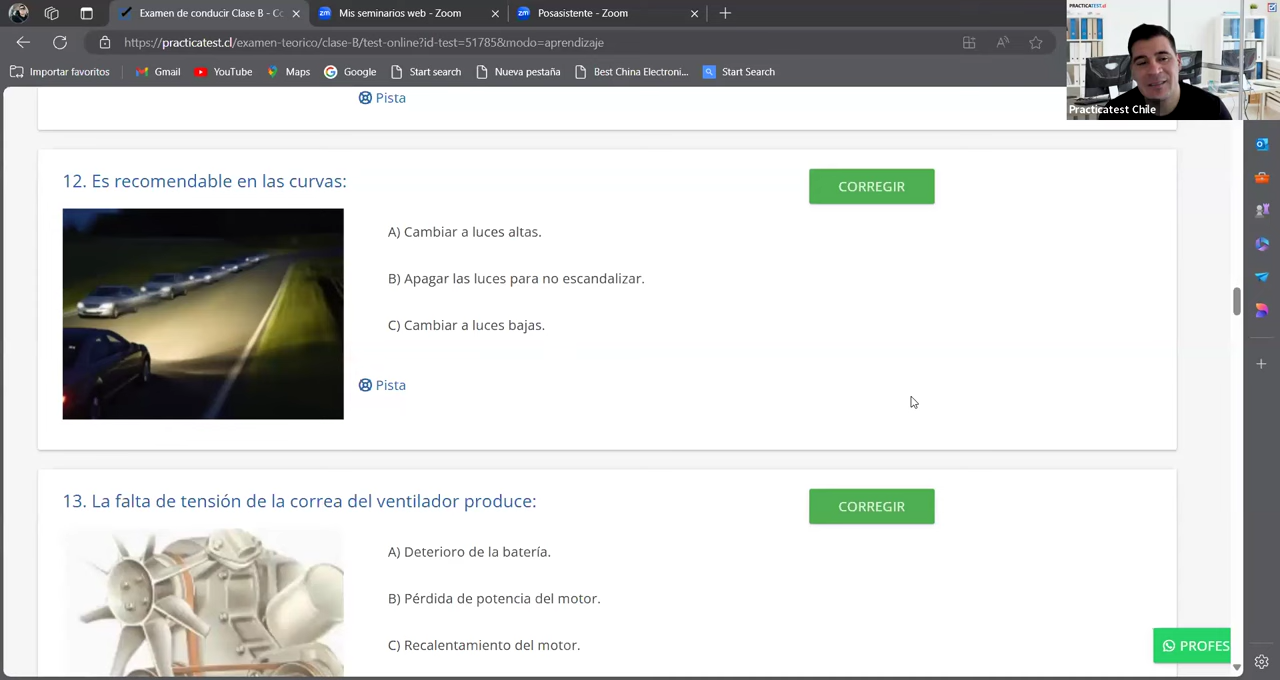 Examen de conducir Clase B - Co
Mis seminarios web - Zoom
Posasistente - Zoom
https://practicatest.cl/examen-teorico/clase-B/test-online?id-test=51785&modo=aprendizaje
Importar favoritos
Gmail
YouTube
Maps
Google
Start search
Nueva pestaña
Best China Electroni...
Start Search
PRACTICATEST.cl
Practicatest Chile
Pista
12. Es recomendable en las curvas:
CORREGIR
A) Cambiar a luces altas.
B) Apagar las luces para no escandalizar.
C) Cambiar a luces bajas.
Pista
13. La falta de tensión de la correa del ventilador produce:
CORREGIR
A) Deterioro de la batería.
B) Pérdida de potencia del motor.
C) Recalentamiento del motor.
PROFES